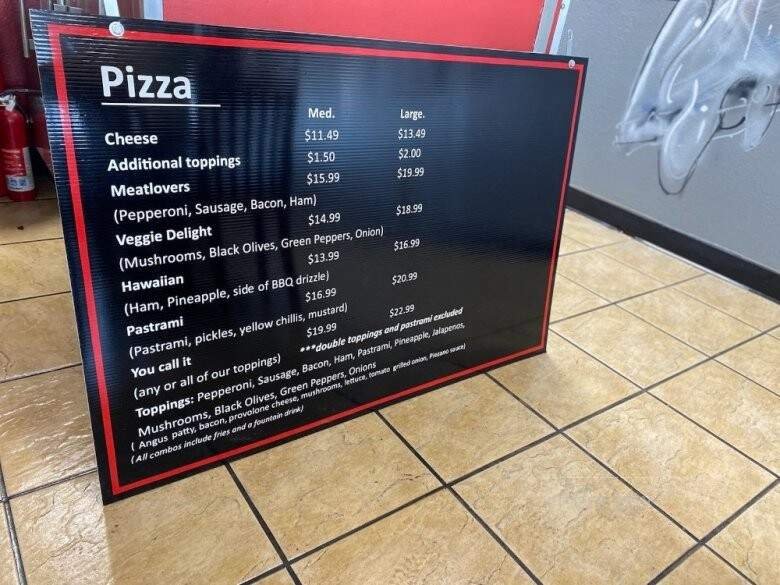 Pizza
Med. Large.
Cheese $11.49 $13.49
Additional toppings $1.50 $2.00
Meatlovers $15.99 $19.99
(Pepperoni, Sausage, Bacon, Ham)
Veggie Delight $14.99 $18.99
(Mushrooms, Black Olives, Green Peppers, Onion)
Hawaiian $13.99 $16.99
(Ham, Pineapple, side of BBQ drizzle)
Pastrami $16.99 $20.99
(Pastrami, pickles, yellow chillis, mustard)
You call it $19.99 $22.99
(any or all of our toppings) ***double toppings and pastrami excluded
Toppings: Pepperoni, Sausage, Bacon, Ham, Pastrami, Pineapple, Jalapenos,
Mushrooms, Black Olives, Green Peppers, Onions
( Angus patty, bacon, provolone cheese, mushrooms, lettuce, tomato grilled onion, Pissano sauce)
(All combos include fries and a fountain drink)